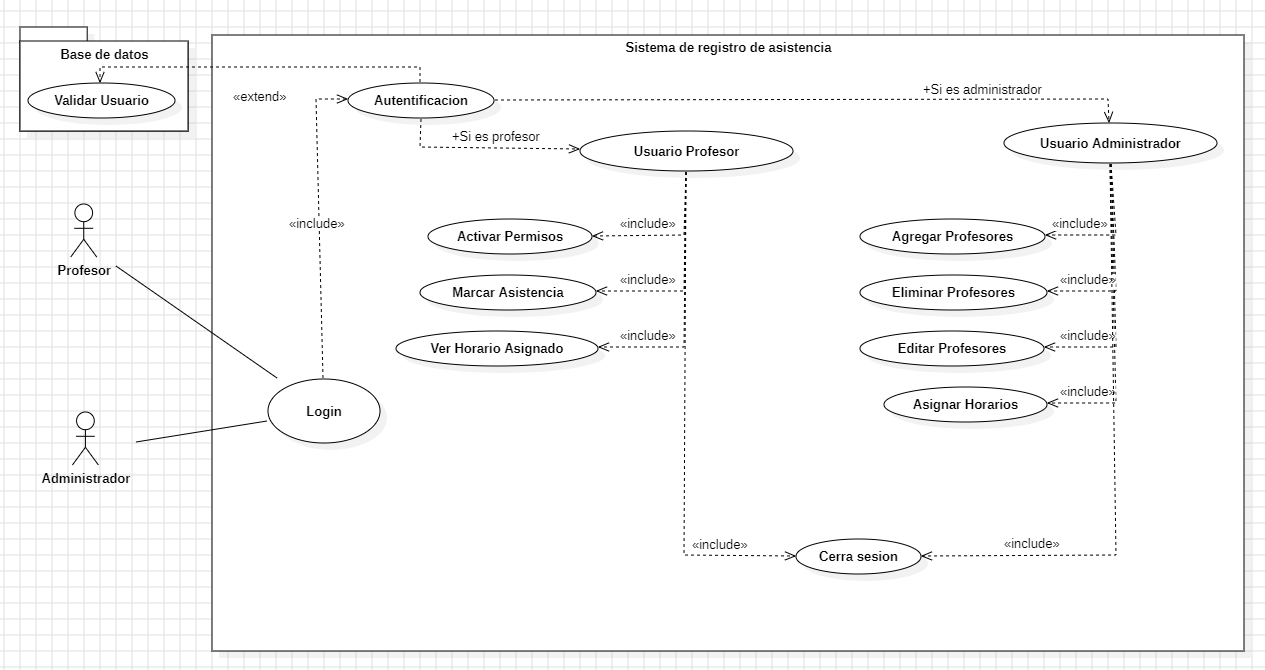 Sistema de registro de asistencia
Base de datos
Validar Usuario
«extend»
Autentificacion
+Si es administrador
+Si es profesor
Usuario Profesor
Usuario Administrador
«include»
Activar Permisos
«include»
Agregar Profesores
«include»
Marcar Asistencia
«include»
Eliminar Profesores
«include»
Ver Horario Asignado
«include»
Editar Profesores
«include»
Asignar Horarios
«include»
Profesor
Login
Administrador
«include»
Cerra sesion
«include»